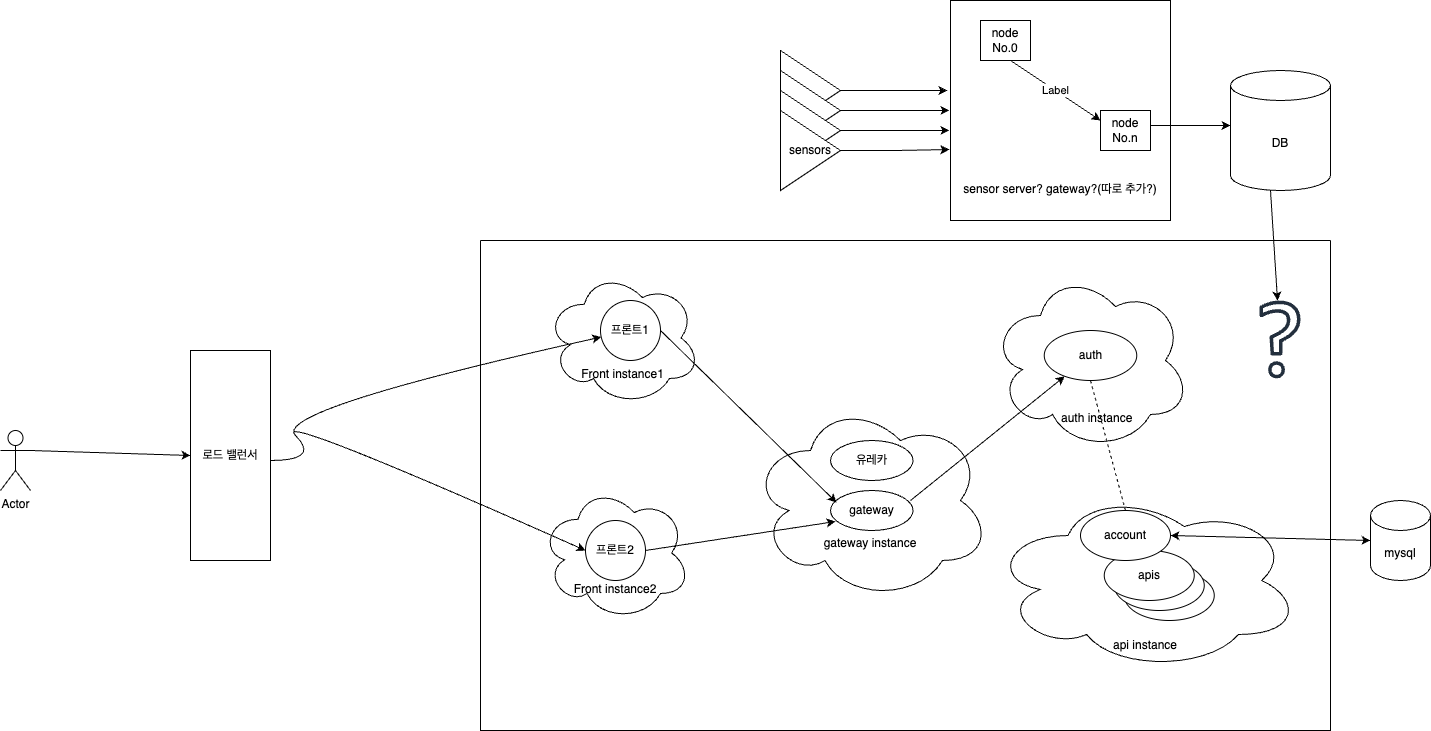 node
No.0
Label
node
No.n
sensors
sensor server? gateway?(따로 추가?)
DB
?
Actor
로드 밸런서
프론트1
Front instance1
프론트2
Front instance2
유레카
gateway
gateway instance
auth
auth instance
account
apis
api instance
mysql